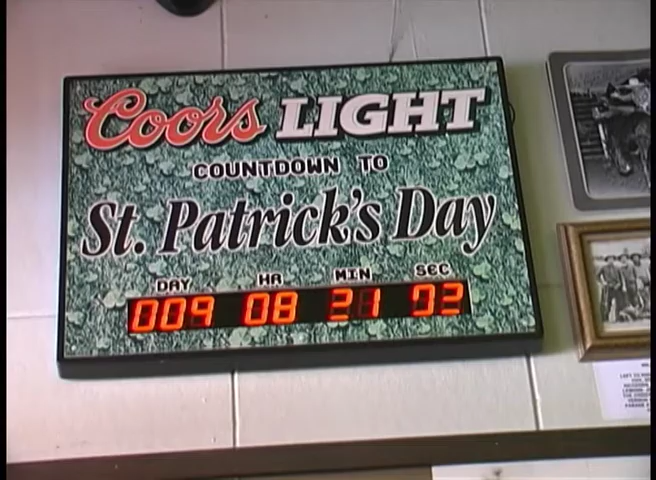 Coors LIGHT
COUNTDOWN TO
St. Patrick's Day
DAY HR MIN SEC
009 08 21 02